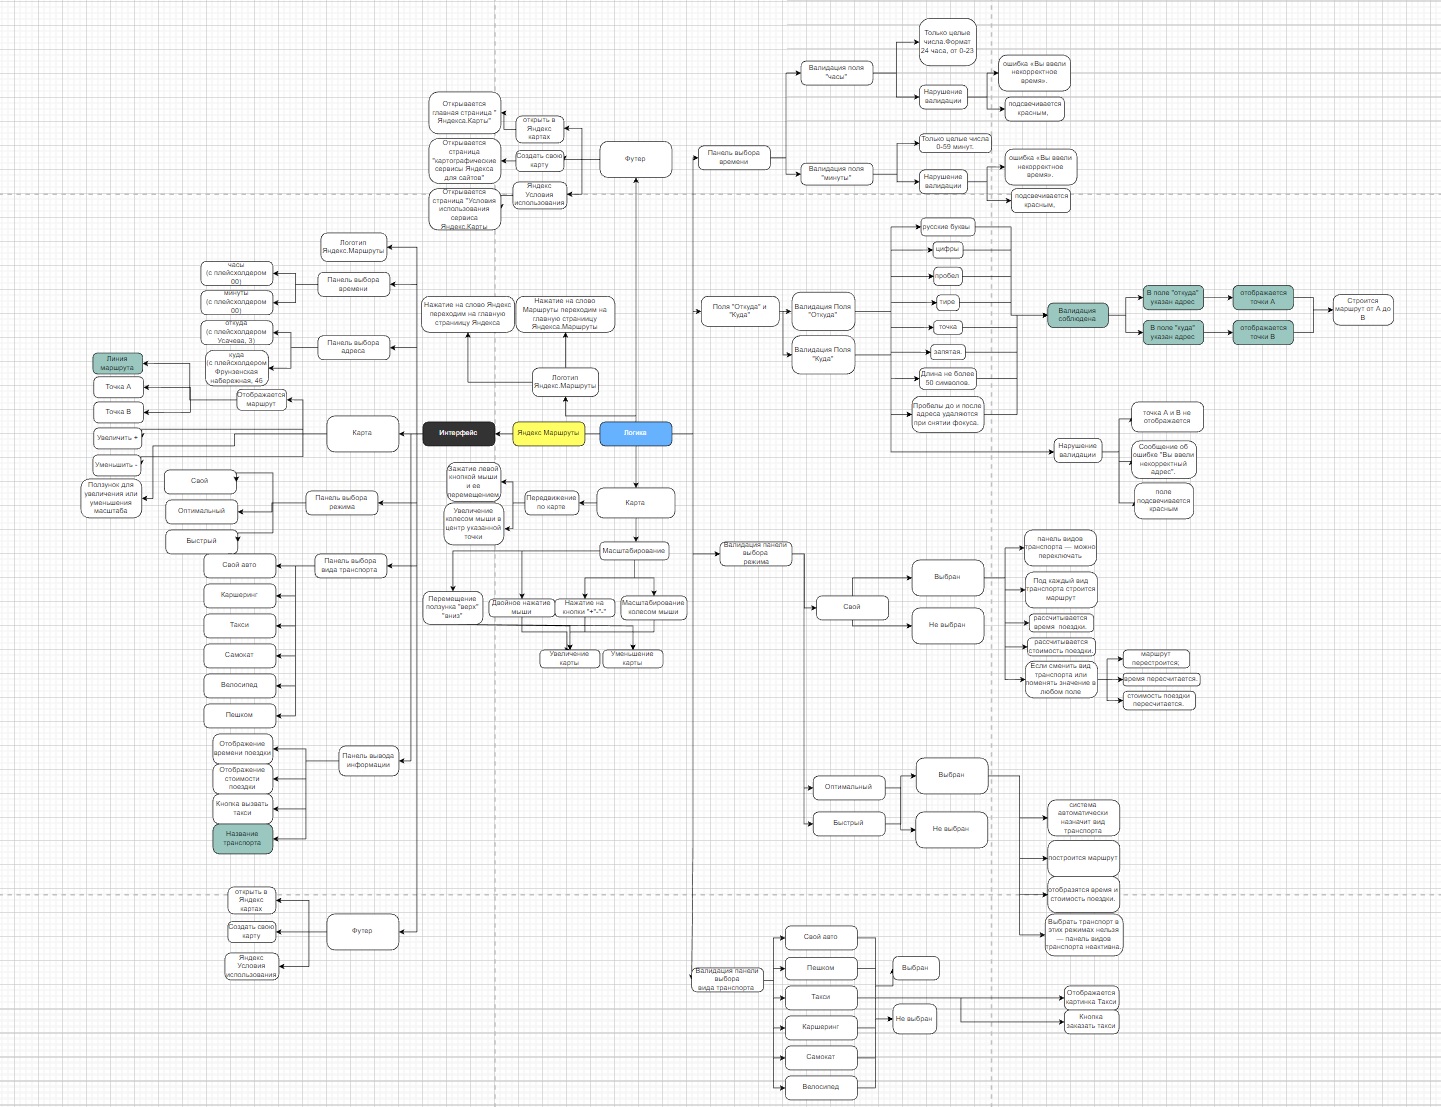 Только целые
числа.Формат
24 часа, от 0-23
Валидация поля
"часы"
ошибка «Вы ввели
некорректное
время».
Нарушение
валидации
подсвечивается
красным,
Открывается
главная страница "
Яндекса.Карты"
открыть в
Яндекс
картах
Открывается
страница
"картографические
сервисы Яндекса
для сайтов"
Создать свою
карту
Футер
Панель выбора
времени
Только целые числа
0-59 минут.
Валидация поля
"минуты"
ошибка «Вы ввели
некорректное
время».
Нарушение
валидации
подсвечивается
красным,
Открывается
страница "Условия
использования
сервиса
Яндекс.Карты
Яндекс
Условия
использования
Логотип
Яндекс.Маршруты
часы
(с плейсхолдером
00)
Панель выбора
времени
минуты
(с плейсхолдером
00)
откуда
(с плейсхолдером
Усачева, 3)
Панель выбора
адреса
куда
(с плейсхолдером
Фрунзенская
набережная, 46
Линия
маршрута
Точка А
Точка В
Отображается
маршрут
Увеличить +
Уменьшить -
Ползунок для
увеличения или
уменьшения
масштаба
Карта
Нажатие на слово Яндекс
переходим на главную
страниицу Яндекса
Нажатие на слово
Маршруты переходим на
главную страниицу
Яндекса.Маршруты
Логотип
Яндекс.Маршруты
Интерфейс
Яндекс Маршруты
Логика
Поля "Откуда" и
"Куда"
Валидация Поля
"Откуда"
Валидация Поля
"Куда"
русские буквы
цифры
пробел
тире
точка
запятая.
Длина не более
50 символов.
Пробелы до и после
адреса удаляются
при снятии фокуса.
Валидация
соблюдена
В поле "откуда"
указан адрес
отображается
точки А
В поле "куда"
указан адрес
отображается
точки В
Строится
маршрут от А до
В
Нарушение
валидации
точка А и В не
отображается
Сообщение об
ошибке "Вы ввели
некорректный
адрес".
поле
подсвечивается
красным
Свой
Оптимальный
Быстрый
Панель выбора
режима
Зажатие левой
кнопкой мыши
и ее
перемещением
Увеличение
колесом мыши в
центр указанной
точки
Передвижение
по карте
Карта
Масштабирование
Перемещение
ползунка "верх"
"вниз"
Двойное нажатие
мыши
Нажатие на
кнопки "+"-"-"
Масштабирование
колесом мыши
Увеличение
карты
Уменьшение
карты
Свой авто
Каршеринг
Такси
Самокат
Велосипед
Пешком
Панель выбора
вида транспорта
Отображение
времени поездки
Отображение
стоимости
поездки
Кнопка вызвать
такси
Название
транспорта
Панель вывода
информации
открыть в
Яндекс
картах
Создать свою
карту
Яндекс
Условия
использования
Футер
Валидация панели
выбора
режима
Свой
Выбран
Не выбран
панель видов
транспорта — можно
переключать
Под каждый вид
транспорта строится
маршрут
рассчитывается
время поездки.
рассчитывается
стоимость поездки.
Если сменить вид
транспорта или
поменять значение в
любом поле
маршрут
перестроится;
время пересчитается.
стоимость поездки
пересчитается.
Оптимальный
Быстрый
Выбран
Не выбран
система
автоматически
назначит вид
транспорта
построится маршрут
отобразятся время и
стоимость поездки.
Выбрать транспорт в
этих режимах нельзя
— панель видов
транспорта неактивна.
Валидация панели
выбора
вида транспорта
Свой авто
Пешком
Такси
Каршеринг
Самокат
Велосипед
Выбран
Не выбран
Отображается
картинка Такси
Кнопка
заказать такси